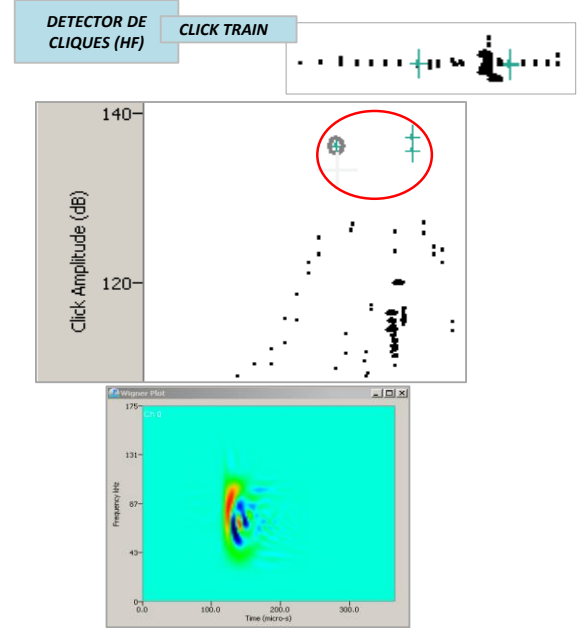 DETECTOR DE
CLIQUES (HF)
CLICK TRAIN
140
Click Amplitude (dB)
120
Wigner Plot
175
Ch 0
131
Frequency kHz
87
43
0
0.0
100.0
200.0
300.0
Time (micro-s)